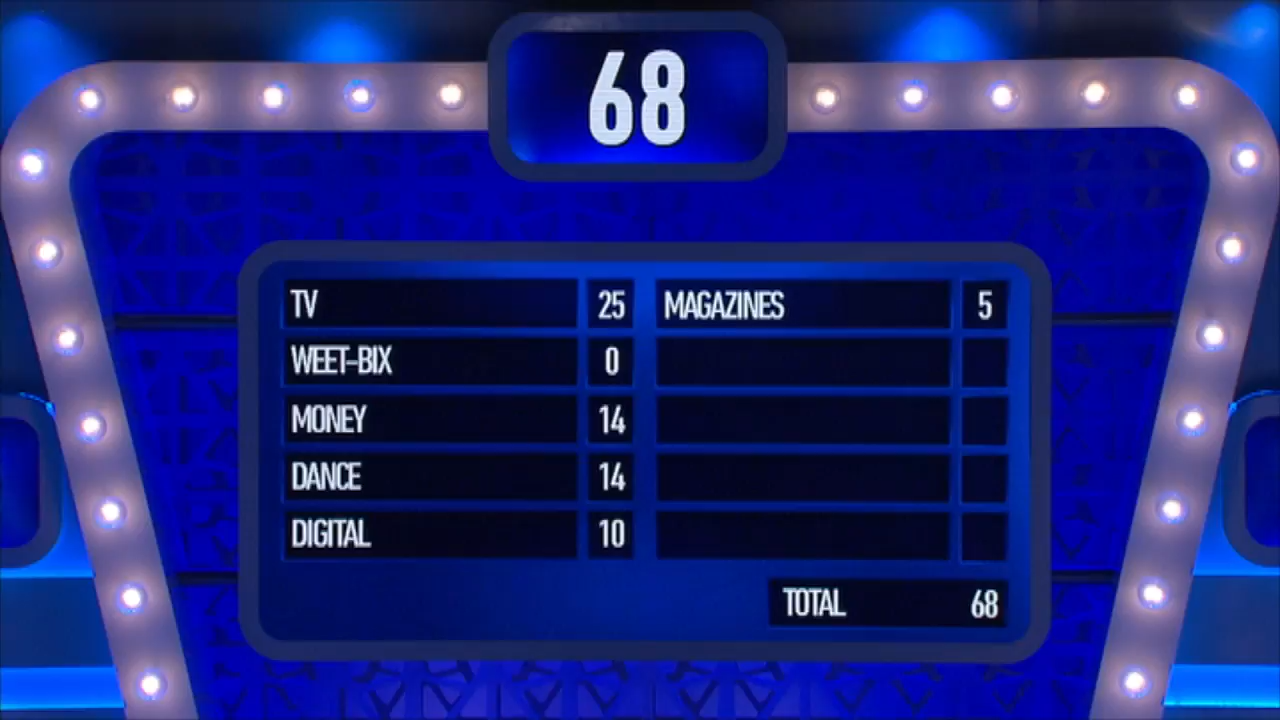 68
TV 25
WEET-BIX 0
MONEY 14
DANCE 14
DIGITAL 10
MAGAZINES 5
TOTAL 68